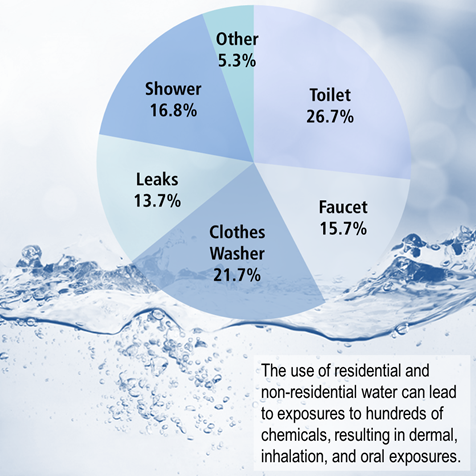 Other
5.3%
Shower
16.8%
Toilet
26.7%
Leaks
13.7%
Faucet
15.7%
Clothes
Washer
21.7%
The use of residential and
non-residential water can lead
to exposures to hundreds of
chemicals, resulting in dermal,
inhalation, and oral exposures.